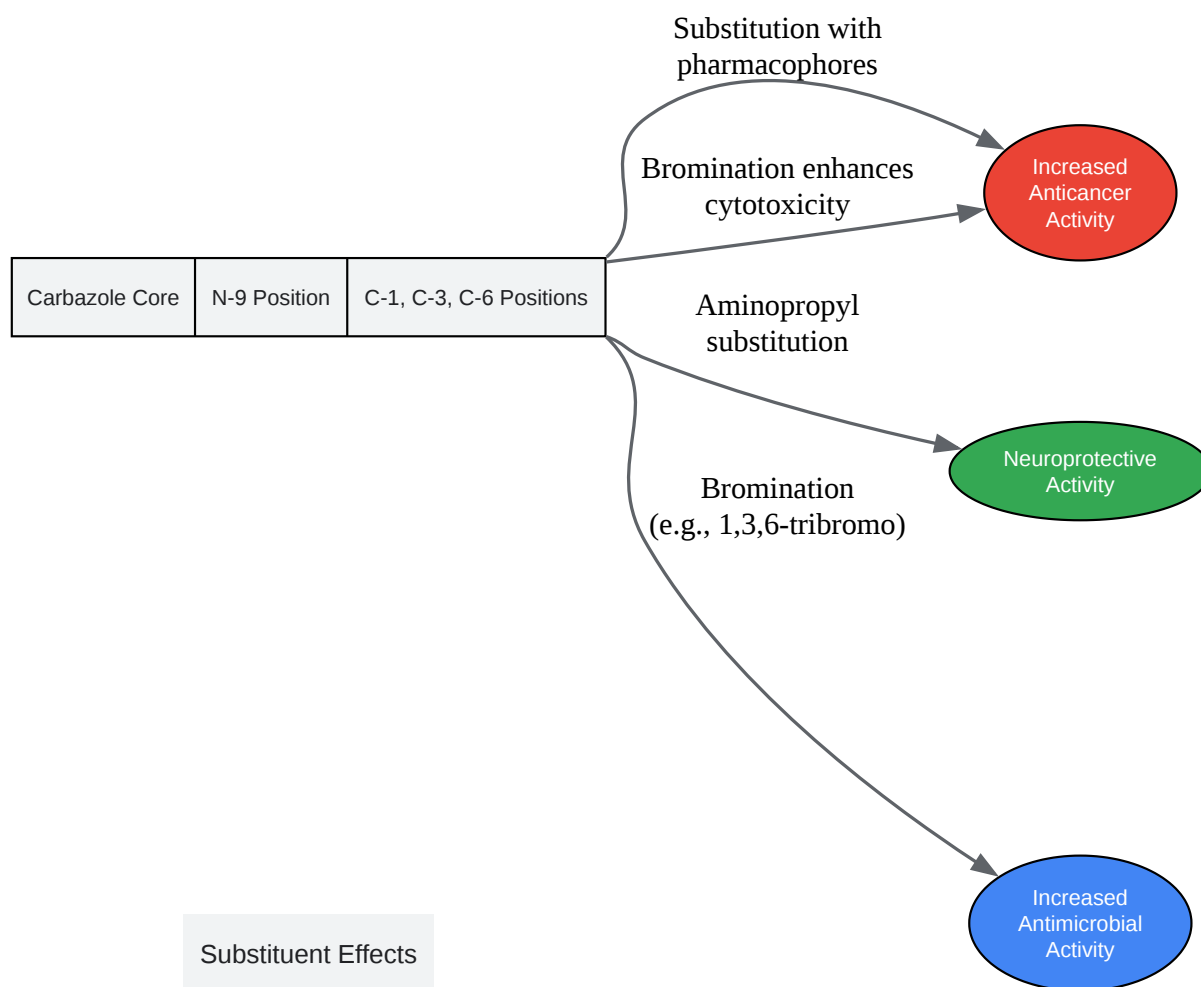 Substitution with
pharmacophores
Increased
Anticancer
Activity
Bromination enhances
cytotoxicity
Carbazole Core
N-9 Position
C-1, C-3, C-6 Positions
Aminopropyl
substitution
Neuroprotective
Activity
Bromination
(e.g., 1,3,6-tribromo)
Increased
Antimicrobial
Activity
Substituent Effects